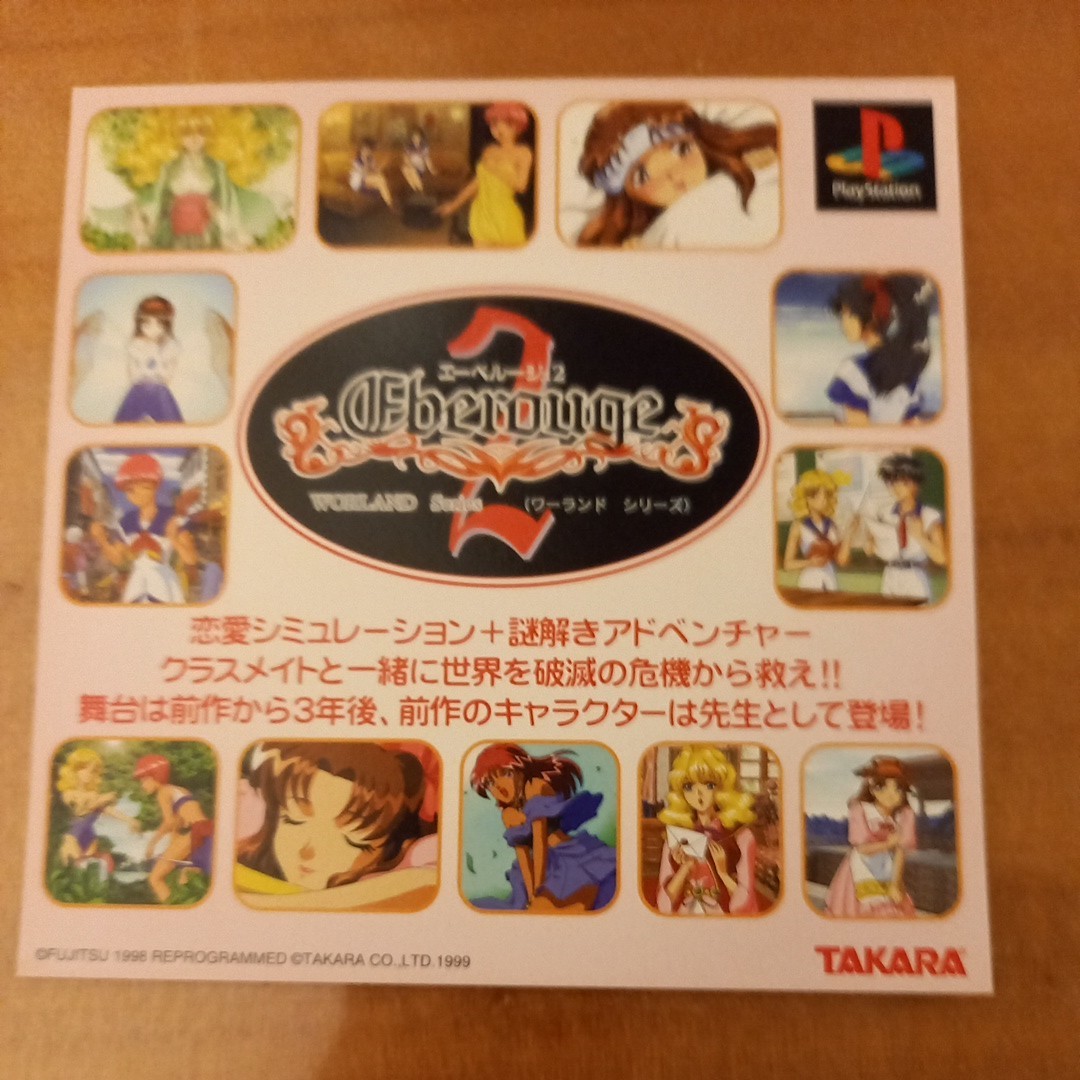 PlayStation
エーベルージュ2
Eberouge
2
WORLAND Series （ワーランド シリーズ）
恋愛シミュレーション＋謎解きアドベンチャー
クラスメイトと一緒に世界を破滅の危機から救え!!
舞台は前作から3年後、前作のキャラクターは先生として登場！
©FUJITSU 1998 REPROGRAMMED ©TAKARA CO.,LTD.1999
TAKARA